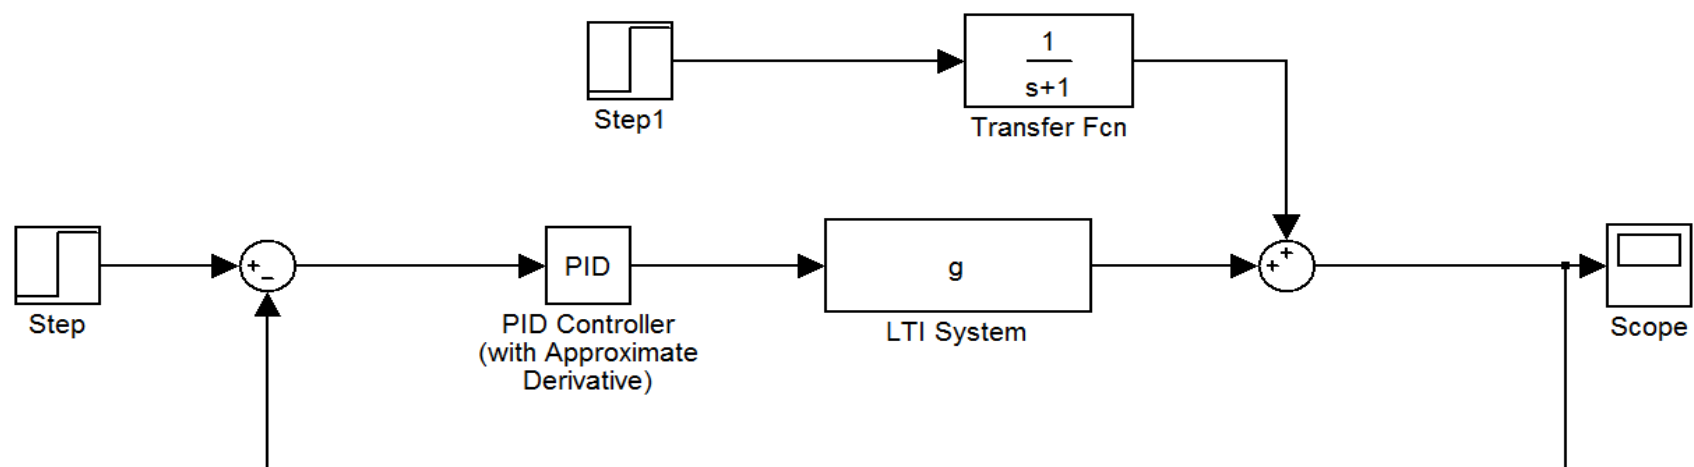 1
s+1
Step1
Transfer Fcn
+
+
-
PID
g
+
Step
PID Controller
(with Approximate
Derivative)
LTI System
Scope